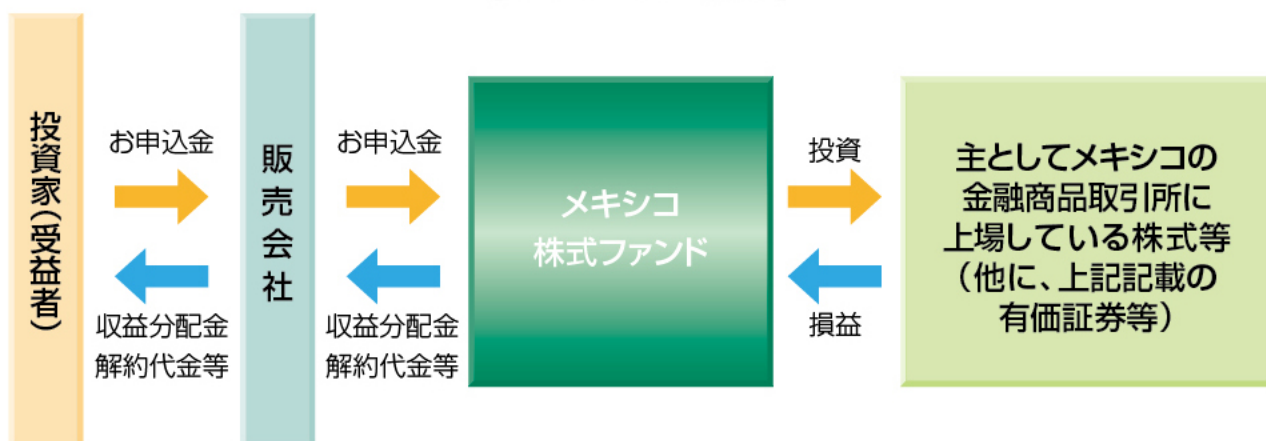 投資家(受益者)
お申込金
収益分配金
解約代金等
販売会社
お申込金
収益分配金
解約代金等
メキシコ
株式ファンド
投資
損益
主としてメキシコの
金融商品取引所に
上場している株式等
(他に、上記記載の
有価証券等)